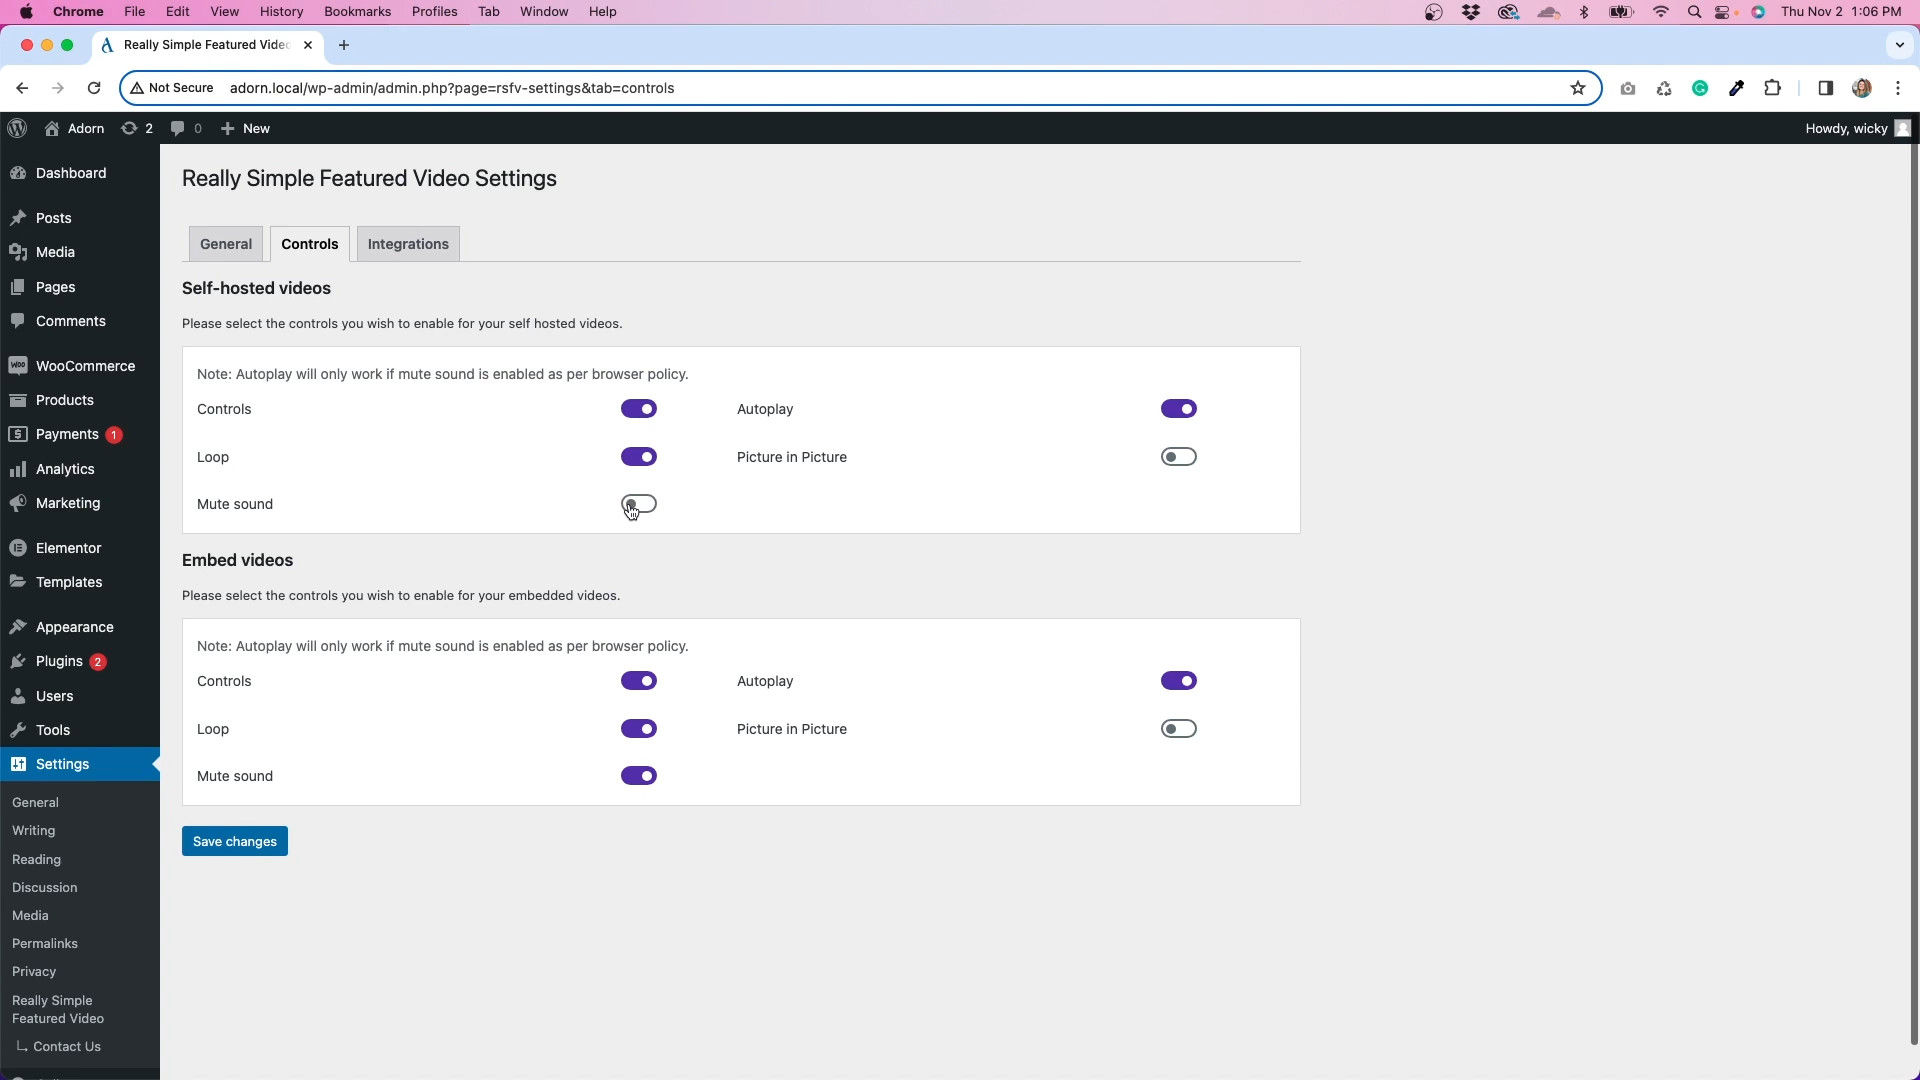 Chrome File Edit View History Bookmarks Profiles Tab Window Help Thu Nov 2 1:06 PM
Really Simple Featured Vide
Not Secure adorn.local/wp-admin/admin.php?page=rsfv-settings&tab=controls
Adorn 2 0 New Howdy, wicky
Dashboard
Posts
Media
Pages
Comments
WooCommerce
Products
Payments 1
Analytics
Marketing
Elementor
Templates
Appearance
Plugins 2
Users
Tools
Settings
General
Writing
Reading
Discussion
Media
Permalinks
Privacy
Really Simple
Featured Video
Contact Us
Really Simple Featured Video Settings
General Controls Integrations
Self-hosted videos
Please select the controls you wish to enable for your self hosted videos.
Note: Autoplay will only work if mute sound is enabled as per browser policy.
Controls Autoplay
Loop Picture in Picture
Mute sound
Embed videos
Please select the controls you wish to enable for your embedded videos.
Note: Autoplay will only work if mute sound is enabled as per browser policy.
Controls Autoplay
Loop Picture in Picture
Mute sound
Save changes